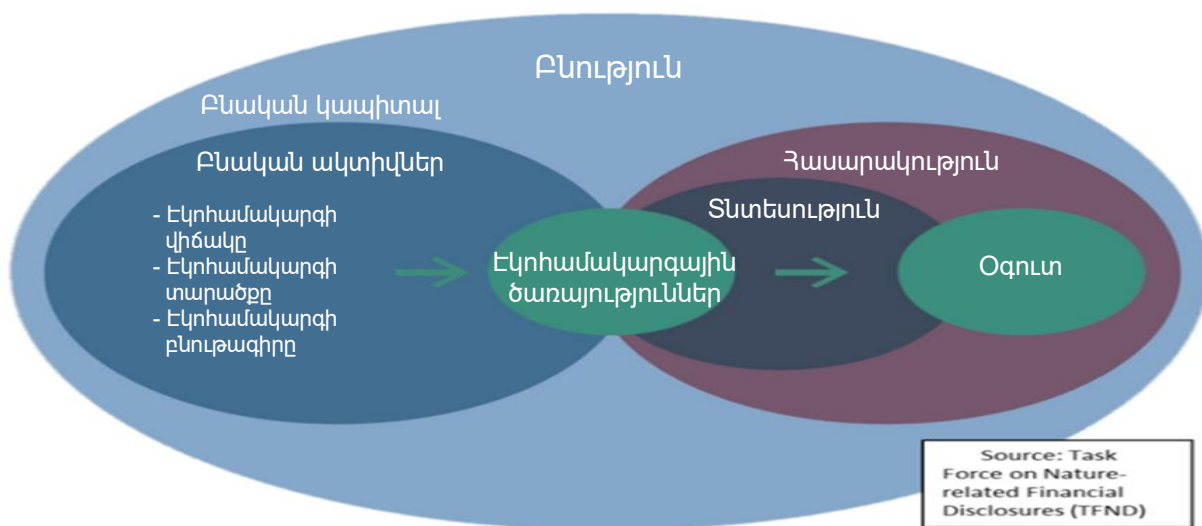 Բնություն
Բնական կապիտալ
Բնական ակտիվներ
- Էկոհամակարգի
վիճակը
- Էկոհամակարգի
տարածքը
- Էկոհամակարգի
բնութագիրը
Էկոհամակարգային
ծառայություններ
Հասարակություն
Տնտեսություն
Օգուտ
Source: Task
Force on Nature-
related Financial
Disclosures (TFND)